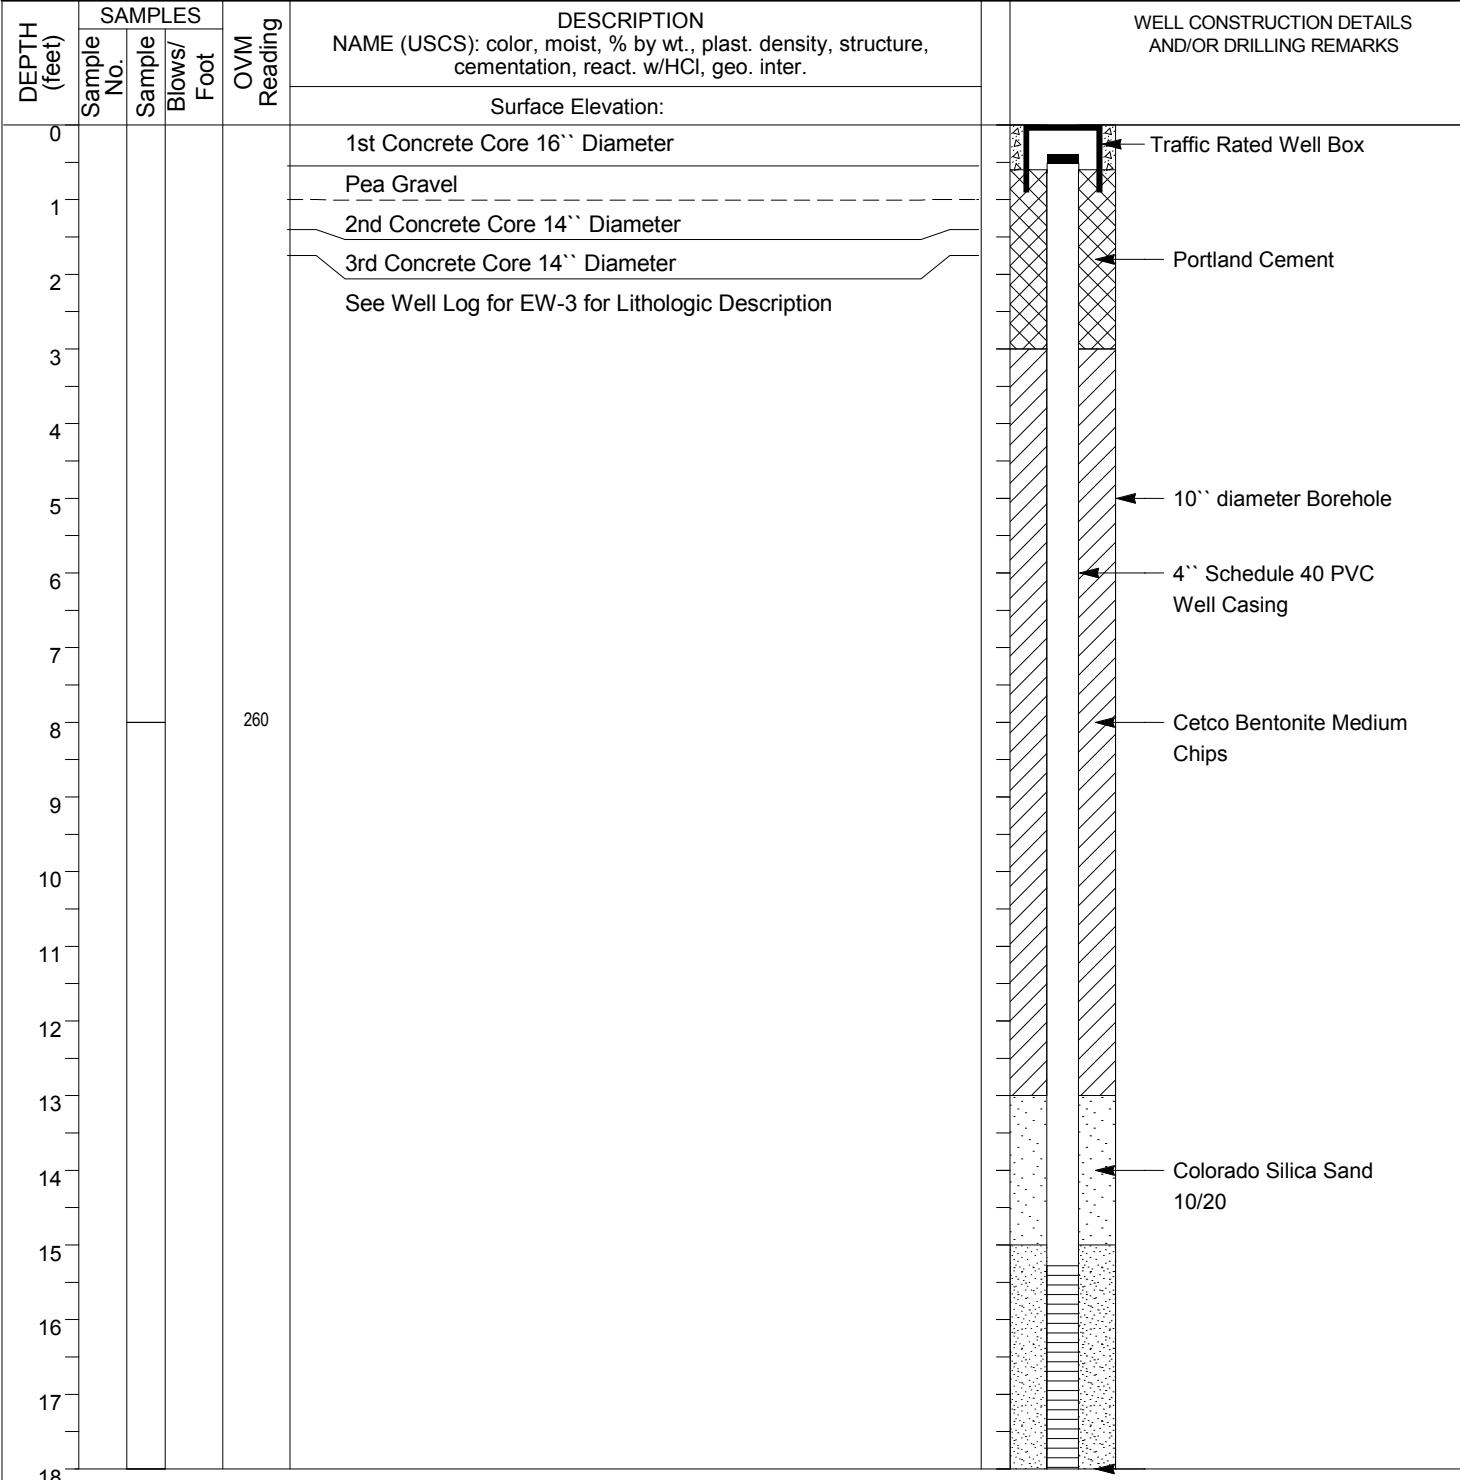 DEPTH
(feet)
SAMPLES
Sample
No.
Sample
Blows/
Foot
OVM
Reading
DESCRIPTION
NAME (USCS): color, moist, % by wt., plast. density, structure,
cementation, react. w/HCl, geo. inter.
Surface Elevation:
WELL CONSTRUCTION DETAILS
AND/OR DRILLING REMARKS
0
1st Concrete Core 16`` Diameter
Traffic Rated Well Box
Pea Gravel
1
2nd Concrete Core 14`` Diameter
3rd Concrete Core 14`` Diameter
Portland Cement
2
See Well Log for EW-3 for Lithologic Description
3
4
5
10`` diameter Borehole
6
4`` Schedule 40 PVC
Well Casing
7
8
260
Cetco Bentonite Medium
Chips
9
10
11
12
13
14
Colorado Silica Sand
10/20
15
16
17
18